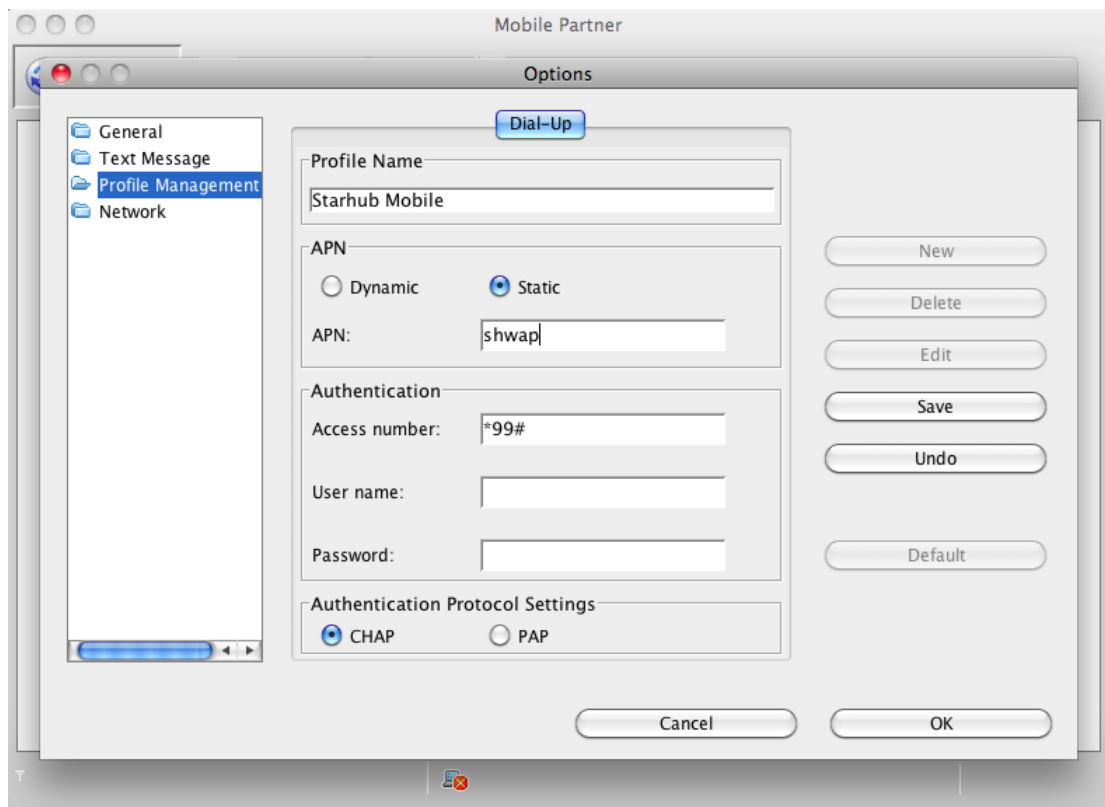 Mobile Partner
Options
General
Text Message
Profile Management
Network
Dial-Up
Profile Name
Starhub Mobile
APN
Dynamic Static
APN: shwap
Authentication
Access number: *99#
User name:
Password:
Authentication Protocol Settings
CHAP PAP
New
Delete
Edit
Save
Undo
Default
Cancel OK